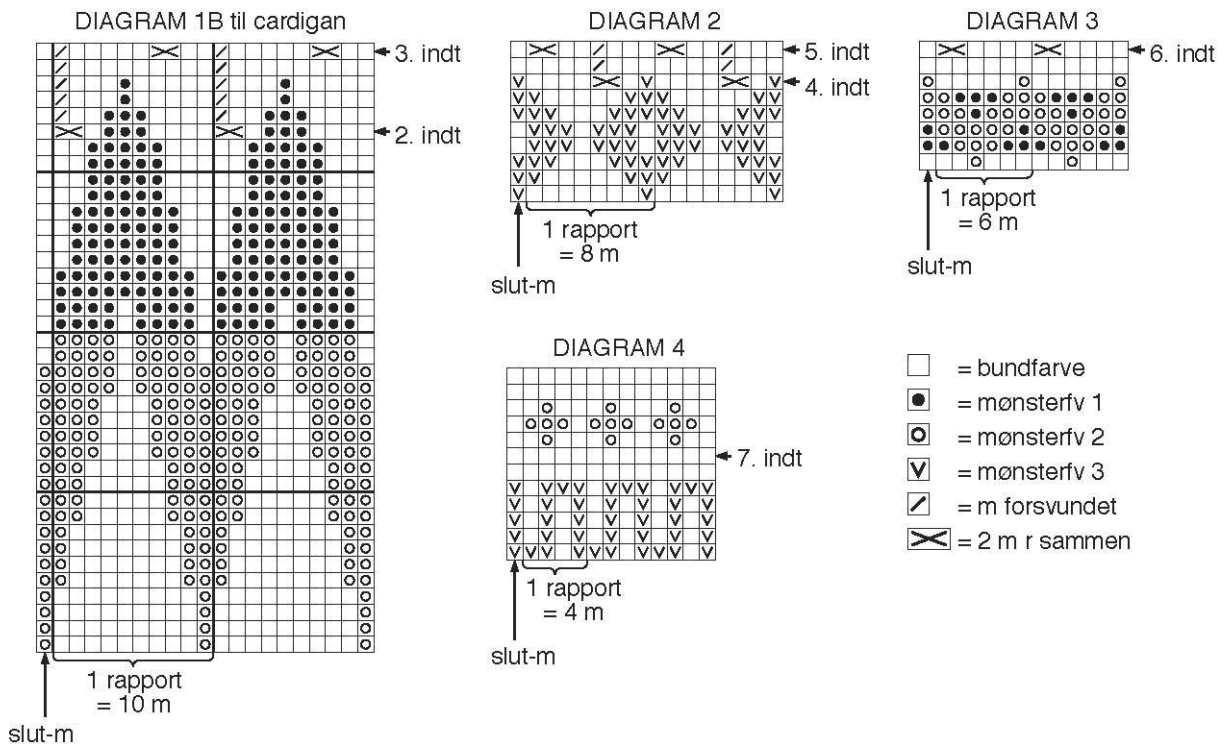 DIAGRAM 1B til cardigan
3. indt
2. indt
1 rapport
= 10 m
slut-m
DIAGRAM 2
5. indt
4. indt
1 rapport
= 8 m
slut-m
DIAGRAM 3
6. indt
1 rapport
= 6 m
slut-m
DIAGRAM 4
7. indt
1 rapport
= 4 m
slut-m
= bundfarve
= mønsterfv 1
= mønsterfv 2
= mønsterfv 3
= m forsvundet
= 2 m r sammen